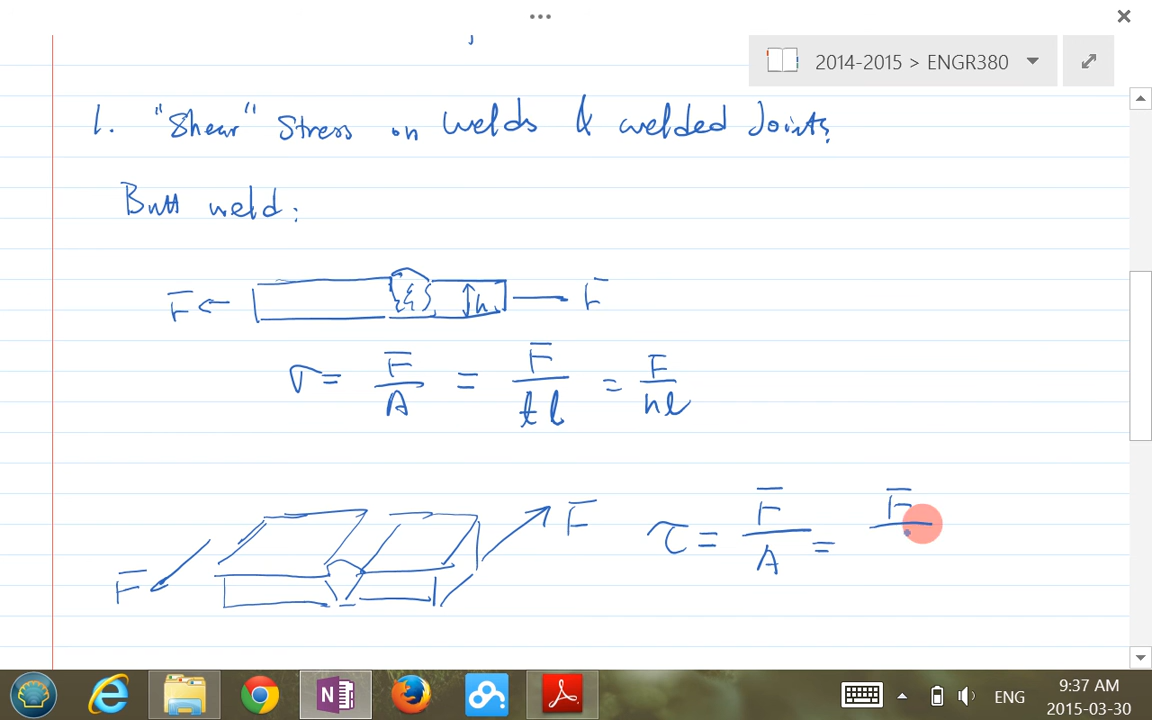 2014-2015 > ENGR380
1. "Shear" Stress on welds & welded Joints
Butt weld:
F ← h → F
σ = F/A = F/tl = F/hl
F F τ = F/A = F/
ENG
9:37 AM
2015-03-30